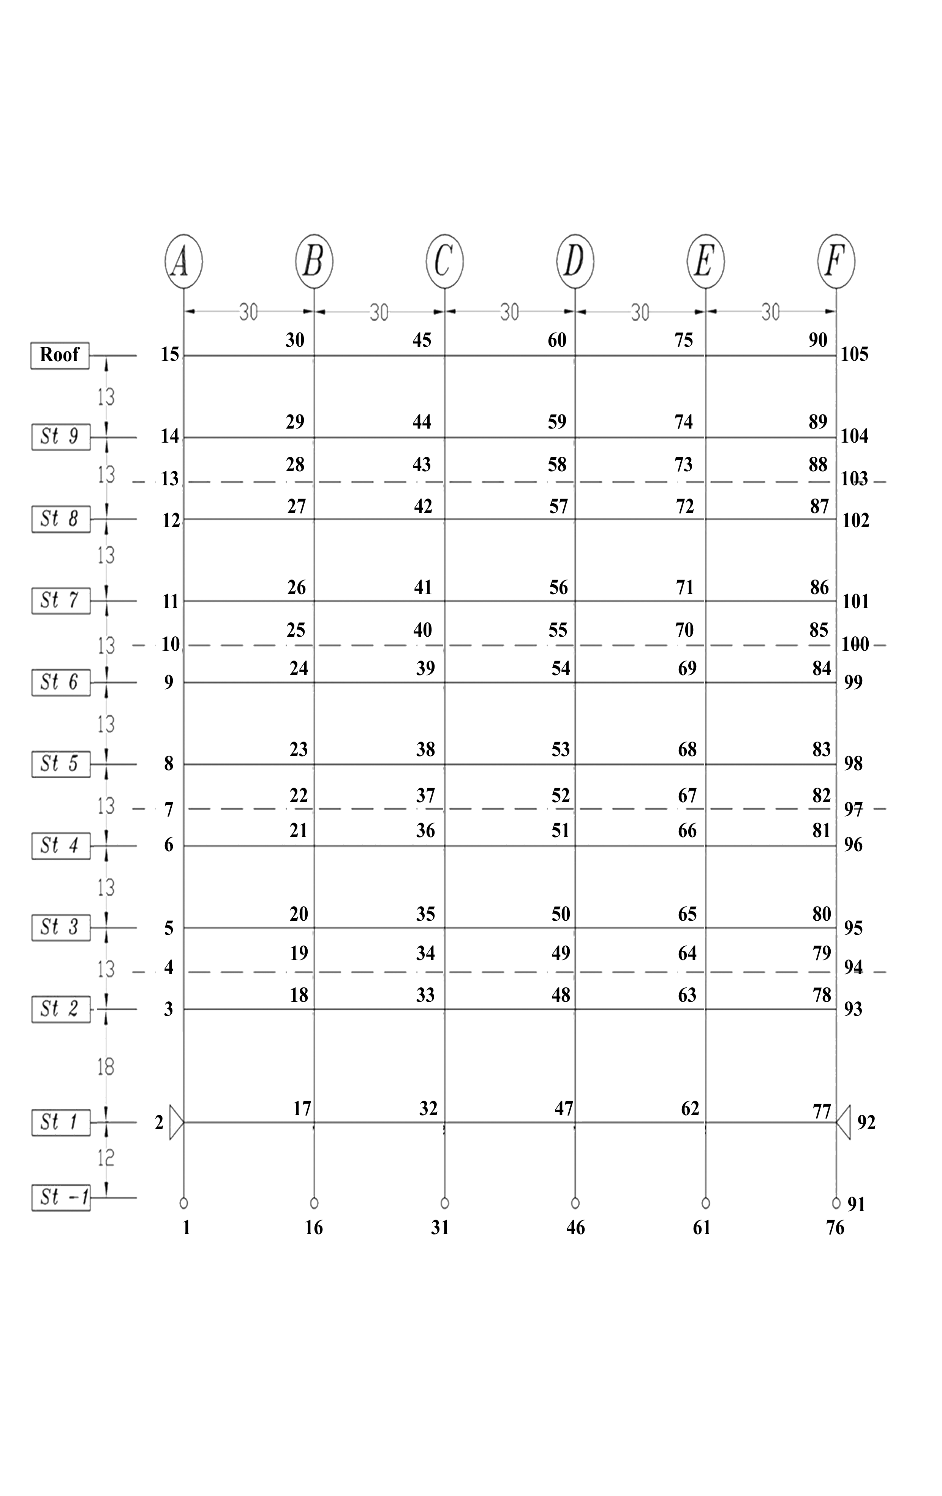 A B C D E F
30 30 30 30 30
30 45 60 75 90
Roof 15 105
13
29 44 59 74 89
St 9 14 104
28 43 58 73 88
13 13 103
27 42 57 72 87
St 8 12 102
13
26 41 56 71 86
St 7 11 101
25 40 55 70 85
13 10 100
24 39 54 69 84
St 6 9 99
13
23 38 53 68 83
St 5 8 98
22 37 52 67 82
13 7 97
21 36 51 66 81
St 4 6 96
13
20 35 50 65 80
St 3 5 95
19 34 49 64 79
13 4 94
18 33 48 63 78
St 2 3 93
18
17 32 47 62 77
St 1 2 92
12
St -1 91
1 16 31 46 61 76